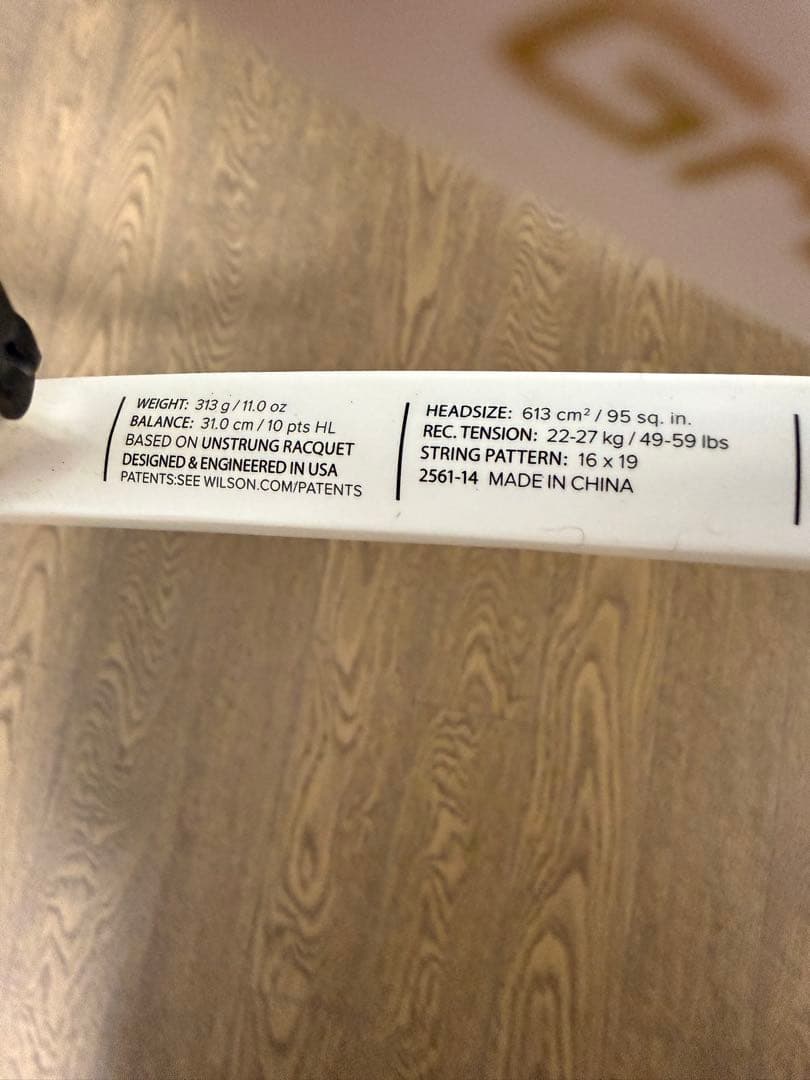 WEIGHT: 313 g / 11.0 oz
BALANCE: 31.0 cm / 10 pts HL
BASED ON UNSTRUNG RACQUET
DESIGNED & ENGINEERED IN USA
PATENTS:SEE WILSON.COM/PATENTS
HEADSIZE: 613 cm² / 95 sq. in.
REC. TENSION: 22-27 kg / 49-59 lbs
STRING PATTERN: 16 x 19
2561-14 MADE IN CHINA